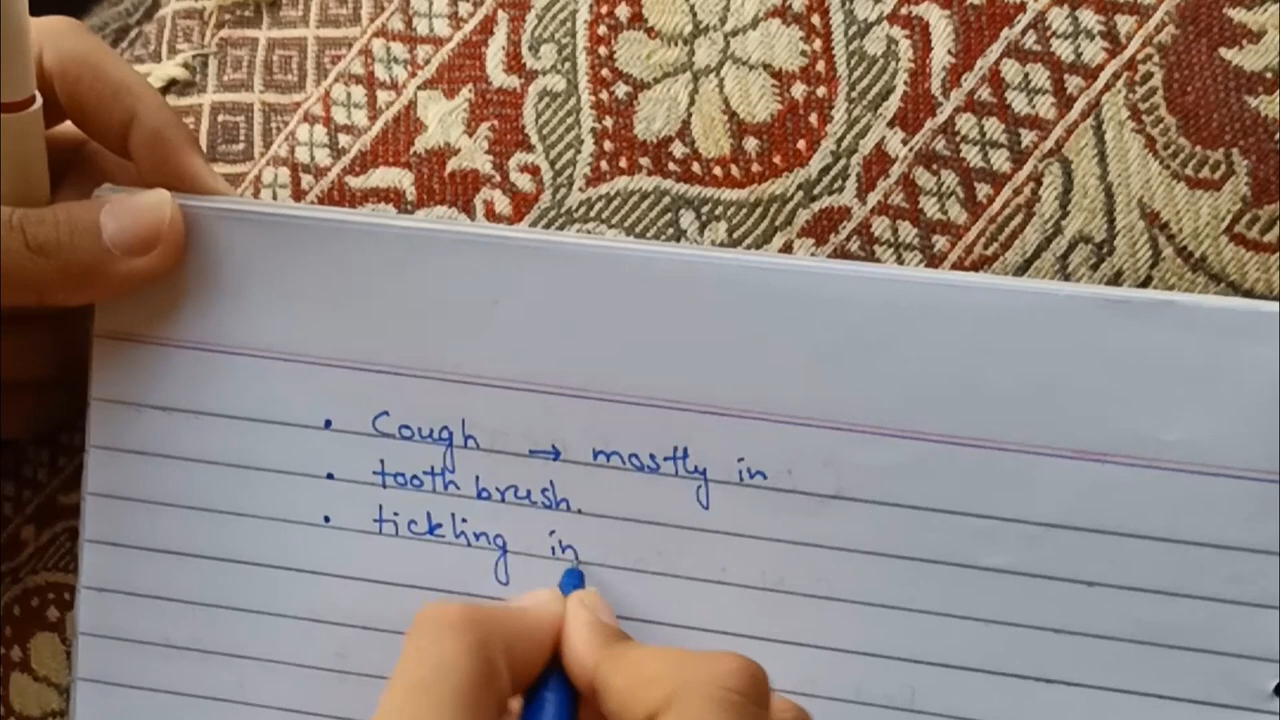 • Cough → mostly in
• tooth brush.
• tickling in